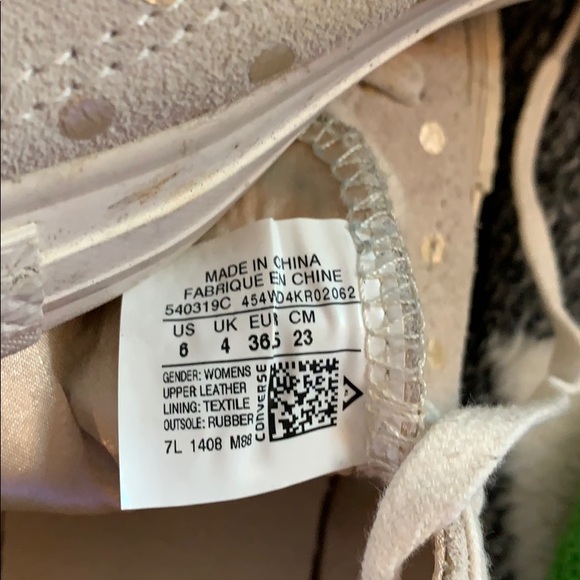 MADE IN CHINA
FABRIQUE EN CHINE
540319C 454W04KR02062
US UK EUR CM
6 4 36.5 23
GENDER: WOMENS
UPPER LEATHER
LINING: TEXTILE
OUTSOLE: RUBBER
7L 1408 M88
CONVERSE